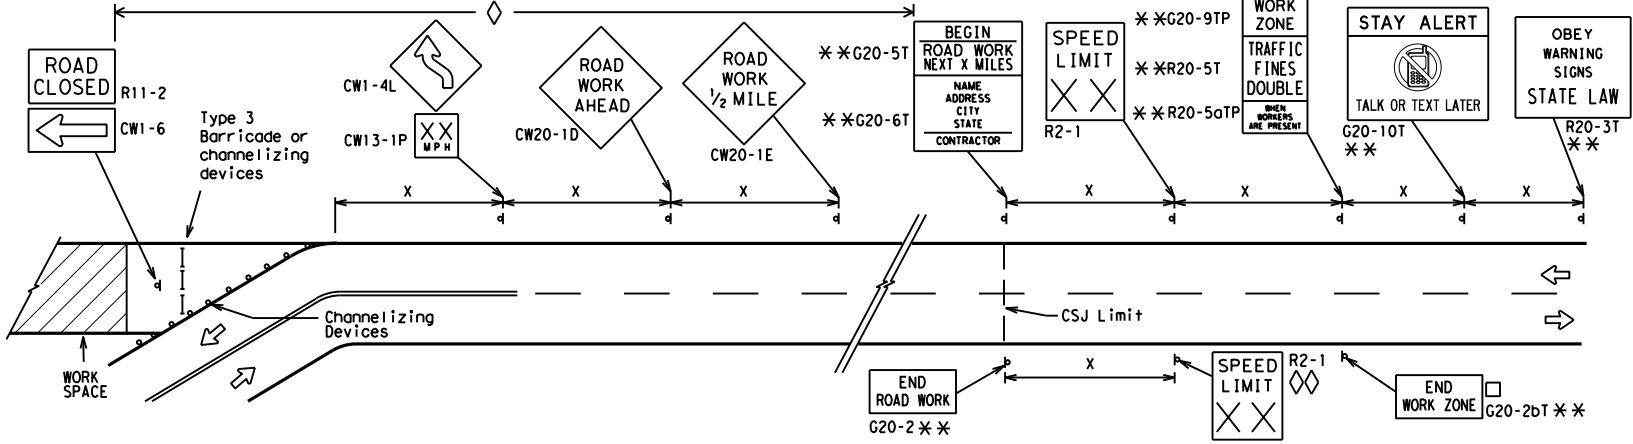 ROAD
CLOSED
R11-2
CW1-6
Type 3
Barricade or
channelizing
devices
CW1-4L
XX
MPH
CW13-1P
ROAD
WORK
AHEAD
CW20-1D
ROAD
WORK
1/2 MILE
CW20-1E
**G20-5T
**G20-6T
BEGIN
ROAD WORK
NEXT X MILES
NAME
ADDRESS
CITY
STATE
CONTRACTOR
SPEED
LIMIT
XX
R2-1
**G20-9TP
**R20-5T
**R20-5aTP
WORK
ZONE
TRAFFIC
FINES
DOUBLE
WHEN
WORKERS
ARE PRESENT
STAY ALERT
TALK OR TEXT LATER
G20-10T
**
OBEY
WARNING
SIGNS
STATE LAW
R20-3T
**
X
X
X
X
X
X
X
Channelizing
Devices
CSJ Limit
WORK
SPACE
END
ROAD WORK
G20-2 **
X
SPEED
LIMIT
XX
R2-1
END
WORK ZONE
G20-2bT **